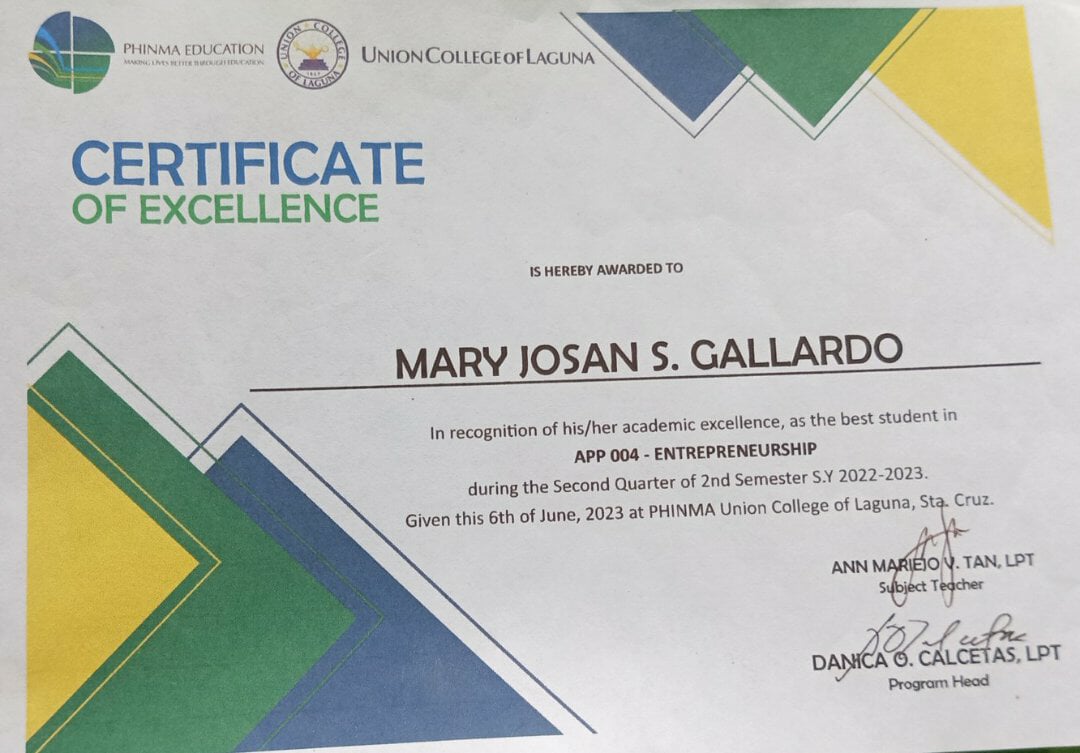 PHINMA EDUCATION
MAKING LIVES BETTER THROUGH EDUCATION
UNION COLLEGE OF LAGUNA
UNION COLLEGE OF LAGUNA
CERTIFICATE
OF EXCELLENCE
IS HEREBY AWARDED TO
MARY JOSAN S. GALLARDO
In recognition of his/her academic excellence, as the best student in
APP 004 - ENTREPRENEURSHIP
during the Second Quarter of 2nd Semester S.Y 2022-2023.
Given this 6th of June, 2023 at PHINMA Union College of Laguna, Sta. Cruz.
ANN MARIEJO V. TAN, LPT
Subject Teacher
DANICA O. CALCETAS, LPT
Program Head